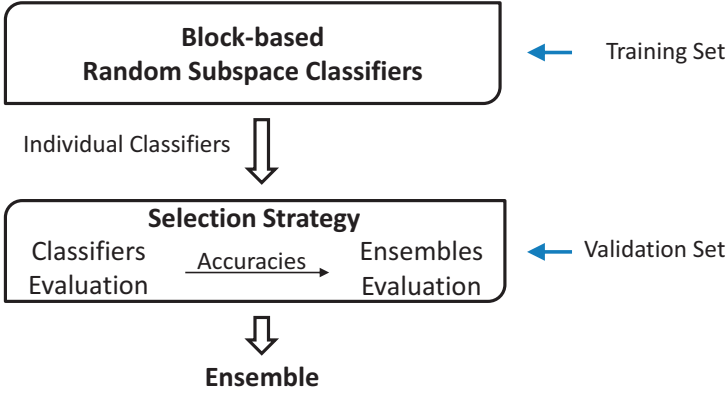 Block-based
Random Subspace Classifiers
Training Set
Individual Classifiers
Selection Strategy
Classifiers
Evaluation
Accuracies
Ensembles
Evaluation
Validation Set
Ensemble